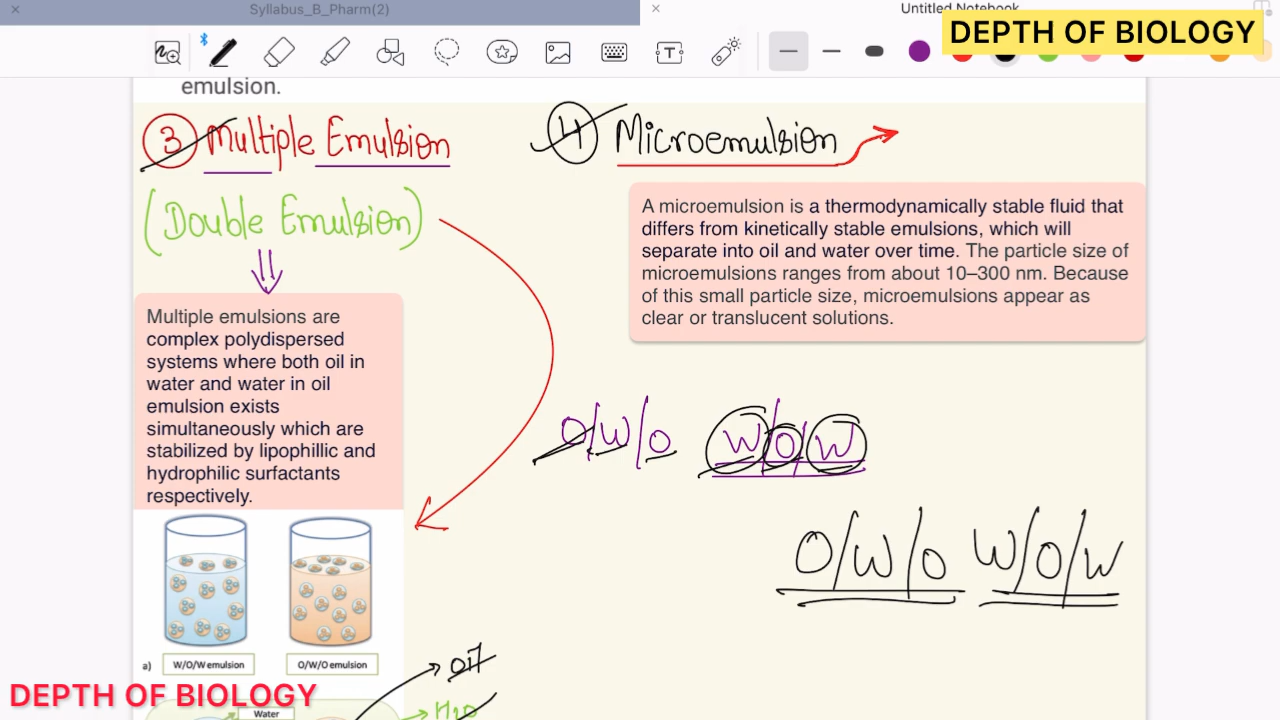 Syllabus_B_Pharm(2)
Untitled Notebook
DEPTH OF BIOLOGY
emulsion.
3 Multiple Emulsion
(Double Emulsion)
Multiple emulsions are
complex polydispersed
systems where both oil in
water and water in oil
emulsion exists
simultaneously which are
stabilized by lipophillic and
hydrophilic surfactants
respectively.
4 Microemulsion
A microemulsion is a thermodynamically stable fluid that
differs from kinetically stable emulsions, which will
separate into oil and water over time. The particle size of
microemulsions ranges from about 10–300 nm. Because
of this small particle size, microemulsions appear as
clear or translucent solutions.
O/W/O W/O/W
O/W/O W/O/W
a) W/O/W emulsion O/W/O emulsion
Oil
H2O
Water
DEPTH OF BIOLOGY